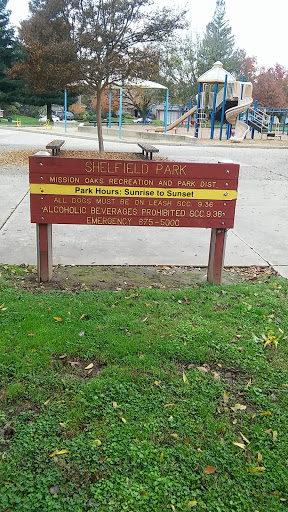 SHELFIELD PARK
MISSION OAKS RECREATION AND PARK DIST.
Park Hours: Sunrise to Sunset
ALL DOGS MUST BE ON LEASH SCC. 9.36
ALCOHOLIC BEVERAGES PROHIBITED SCC.9.36
EMERGENCY 875-5000